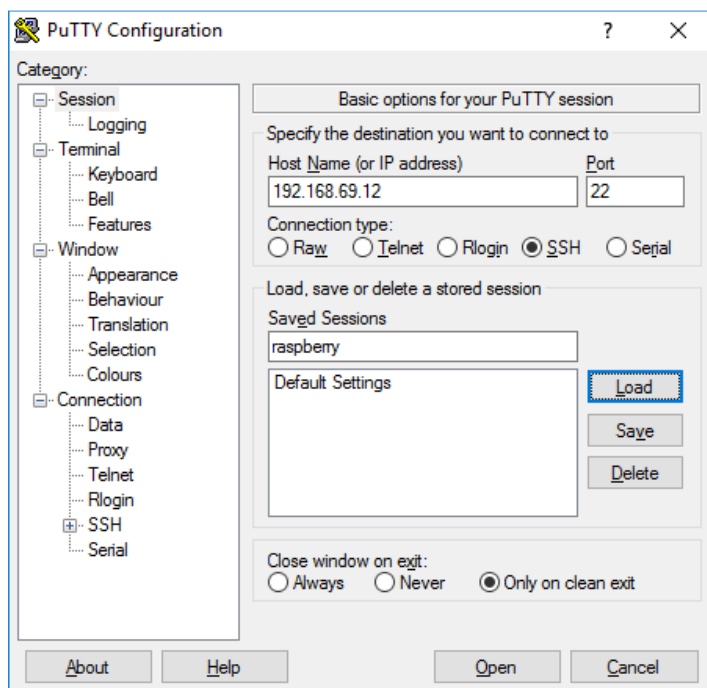 PuTTY Configuration
?
Category:
Session
Logging
Terminal
Keyboard
Bell
Features
Window
Appearance
Behaviour
Translation
Selection
Colours
Connection
Data
Proxy
Telnet
Rlogin
SSH
Serial
Basic options for your PuTTY session
Specify the destination you want to connect to
Host Name (or IP address) Port
192.168.69.12 22
Connection type:
Raw Telnet Rlogin SSH Serial
Load, save or delete a stored session
Saved Sessions
raspberry
Default Settings
Load
Save
Delete
Close window on exit:
Always Never Only on clean exit
About Help Open Cancel